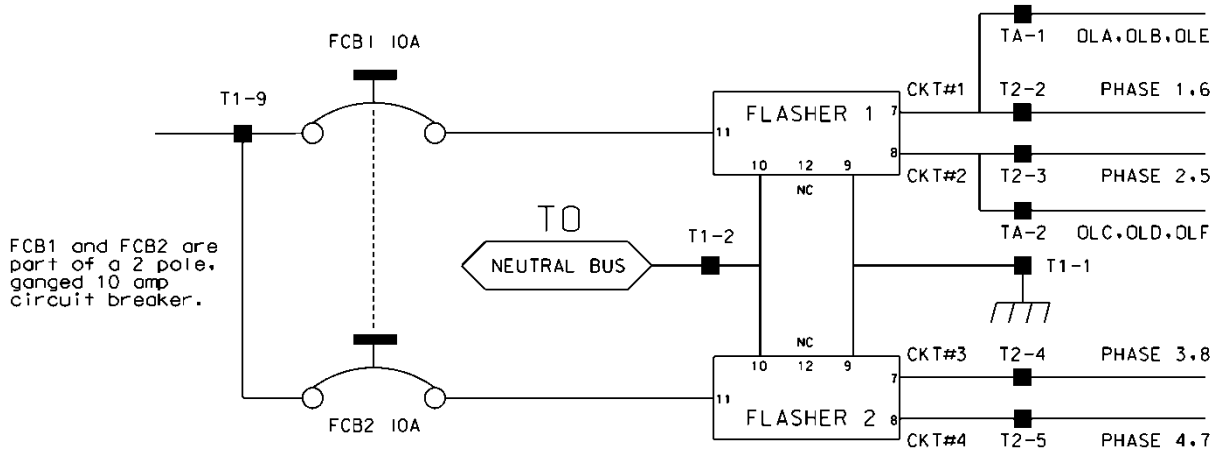 FCB1 10A
T1-9
FCB1 and FCB2 are
part of a 2 pole,
ganged 10 amp
circuit breaker.
FCB2 10A
TO
NEUTRAL BUS
T1-2
FLASHER 1
11
7
8
10 12 9
NC
CKT#1
CKT#2
TA-1 OLA,OLB,OLE
T2-2 PHASE 1,6
T2-3 PHASE 2,5
TA-2 OLC,OLD,OLF
T1-1
NC
10 12 9
11
7
8
FLASHER 2
CKT#3 T2-4 PHASE 3,8
CKT#4 T2-5 PHASE 4,7